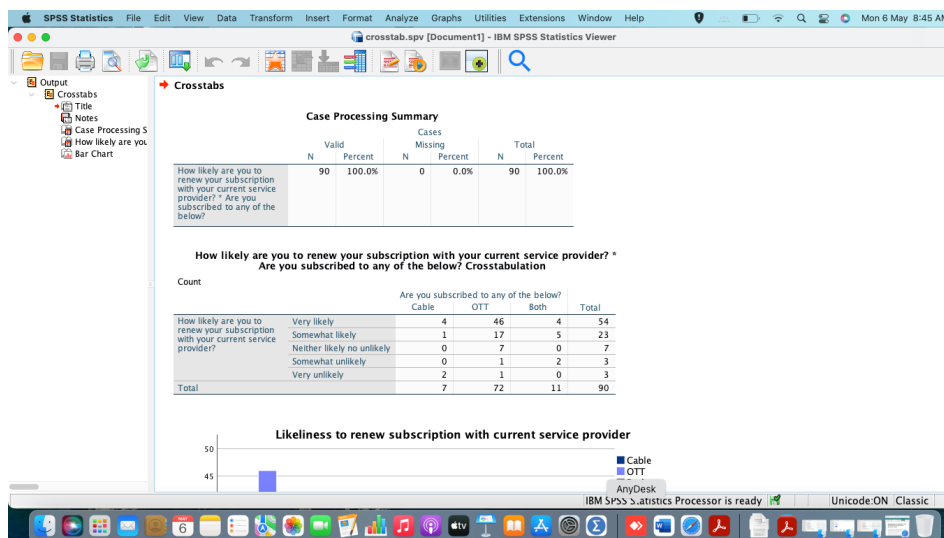 SPSS Statistics File Edit View Data Transform Insert Format Analyze Graphs Utilities Extensions Window Help Mon 6 May 8:45 AM
crosstab.spv [Document1] - IBM SPSS Statistics Viewer
Output
Crosstabs
Title
Notes
Case Processing S
How likely are you
Bar Chart
Crosstabs
Case Processing Summary
Cases
Valid Missing Total
N Percent N Percent N Percent
How likely are you to 90 100.0% 0 0.0% 90 100.0%
renew your subscription
with your current service
provider? * Are you
subscribed to any of the
below?
How likely are you to renew your subscription with your current service provider? *
Are you subscribed to any of the below? Crosstabulation
Count
Are you subscribed to any of the below?
Cable OTT Both Total
How likely are you to
renew your subscription
with your current service
provider?
Very likely 4 46 4 54
Somewhat likely 1 17 5 23
Neither likely no unlikely 0 7 0 7
Somewhat unlikely 0 1 2 3
Very unlikely 2 1 0 3
Total 7 72 11 90
Likeliness to renew subscription with current service provider
50
45
Cable
OTT
AnyDesk
IBM SPSS Statistics Processor is ready Unicode:ON Classic
MAY
6
tv